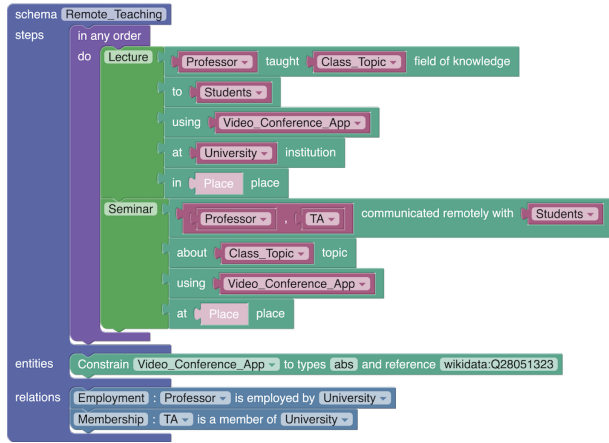 schema Remote_Teaching
steps in any order
do Lecture Professor taught Class_Topic field of knowledge
to Students
using Video_Conference_App
at University institution
in Place place
Seminar Professor , TA communicated remotely with Students
about Class_Topic topic
using Video_Conference_App
at Place place
entities Constrain Video_Conference_App to types abs and reference wikidata:Q28051323
relations Employment : Professor is employed by University
Membership : TA is a member of University